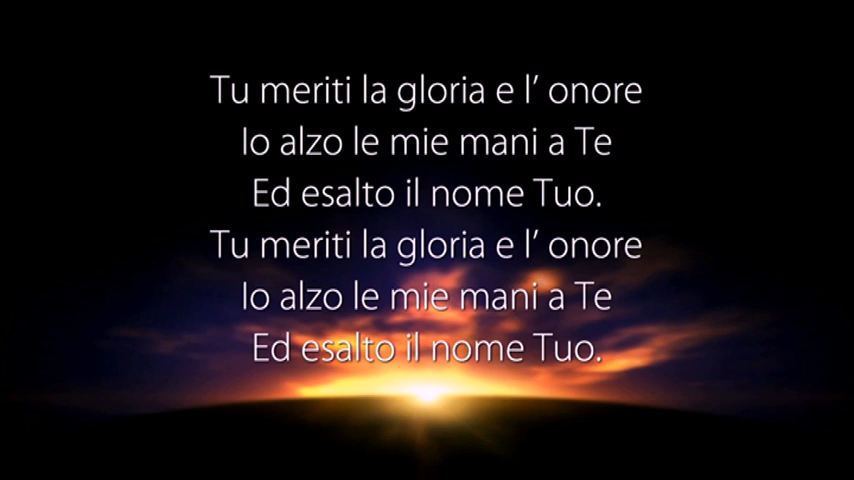 Tu meriti la gloria e l’ onore
Io alzo le mie mani a Te
Ed esalto il nome Tuo.
Tu meriti la gloria e l’ onore
Io alzo le mie mani a Te
Ed esalto il nome Tuo.